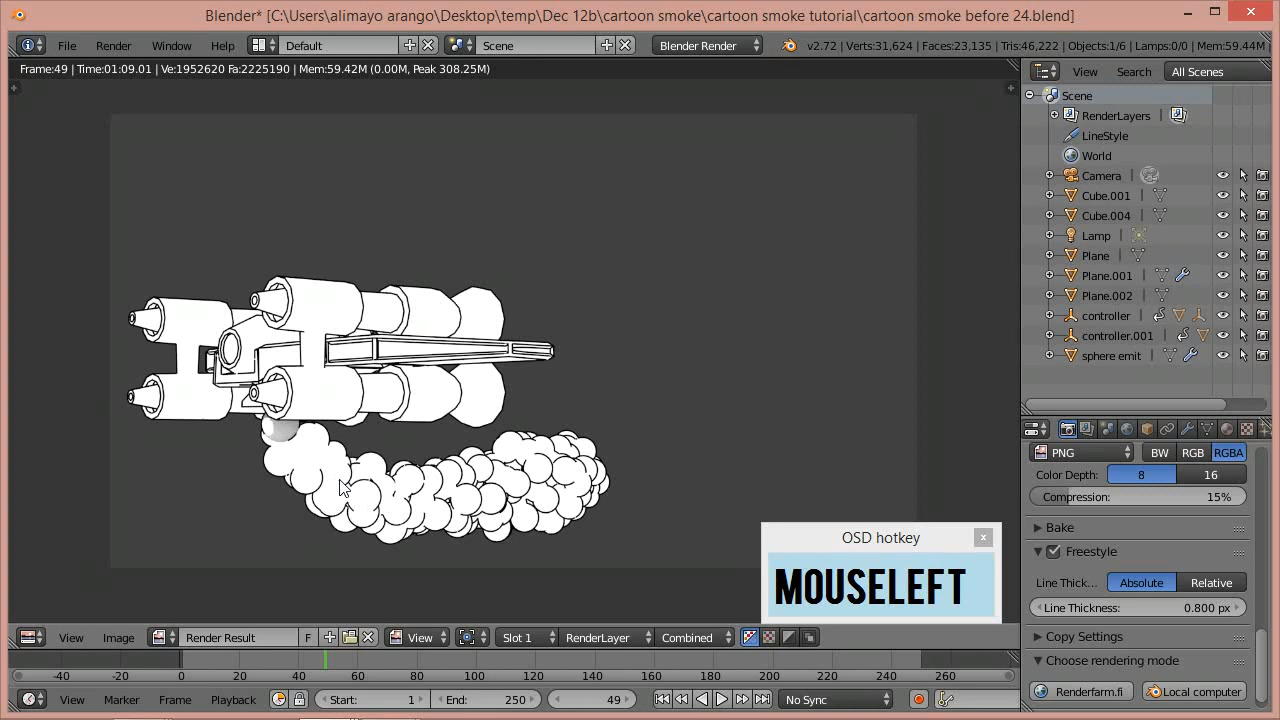 Blender* [C:\Users\alimayo arango\Desktop\temp\Dec 12b\cartoon smoke\cartoon smoke tutorial\cartoon smoke before 24.blend]
File Render Window Help Default Scene Blender Render v2.72 | Verts:31,624 | Faces:23,135 | Tris:46,222 | Objects:1/6 | Lamps:0/0 | Mem:59.44M
Frame:49 | Time:01:09.01 | Ve:1952620 Fa:2225190 | Mem:59.42M (0.00M, Peak 308.25M)
View Search All Scenes
Scene
RenderLayers
LineStyle
World
Camera
Cube.001
Cube.004
Lamp
Plane
Plane.001
Plane.002
controller
controller.001
sphere emit
PNG BW RGB RGBA
Color Depth: 8 16
Compression: 15%
Bake
Freestyle
Line Thick... Absolute Relative
Line Thickness: 0.800 px
Copy Settings
Choose rendering mode
Renderfarm.fi Local computer
OSD hotkey
MOUSELEFT
View Image Render Result F View Slot 1 RenderLayer Combined
-40 -20 0 20 40 60 80 100 120 140 160 180 200 220 240 260
View Marker Frame Playback Start: 1 End: 250 49 No Sync